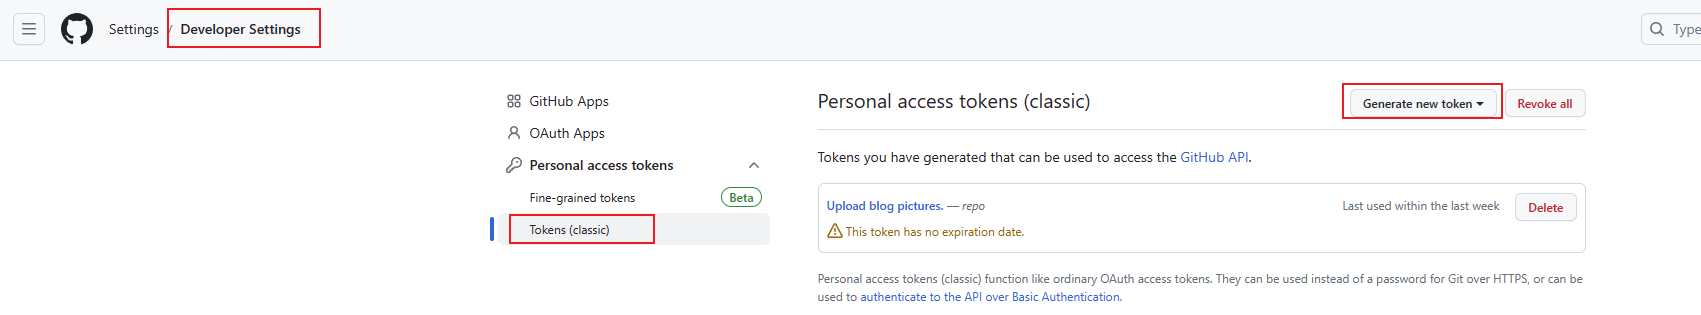 Settings / Developer Settings
Type
GitHub Apps
OAuth Apps
Personal access tokens
Fine-grained tokens Beta
Tokens (classic)
Personal access tokens (classic)
Generate new token
Revoke all
Tokens you have generated that can be used to access the GitHub API.
Upload blog pictures. — repo
Last used within the last week
Delete
This token has no expiration date.
Personal access tokens (classic) function like ordinary OAuth access tokens. They can be used instead of a password for Git over HTTPS, or can be
used to authenticate to the API over Basic Authentication.